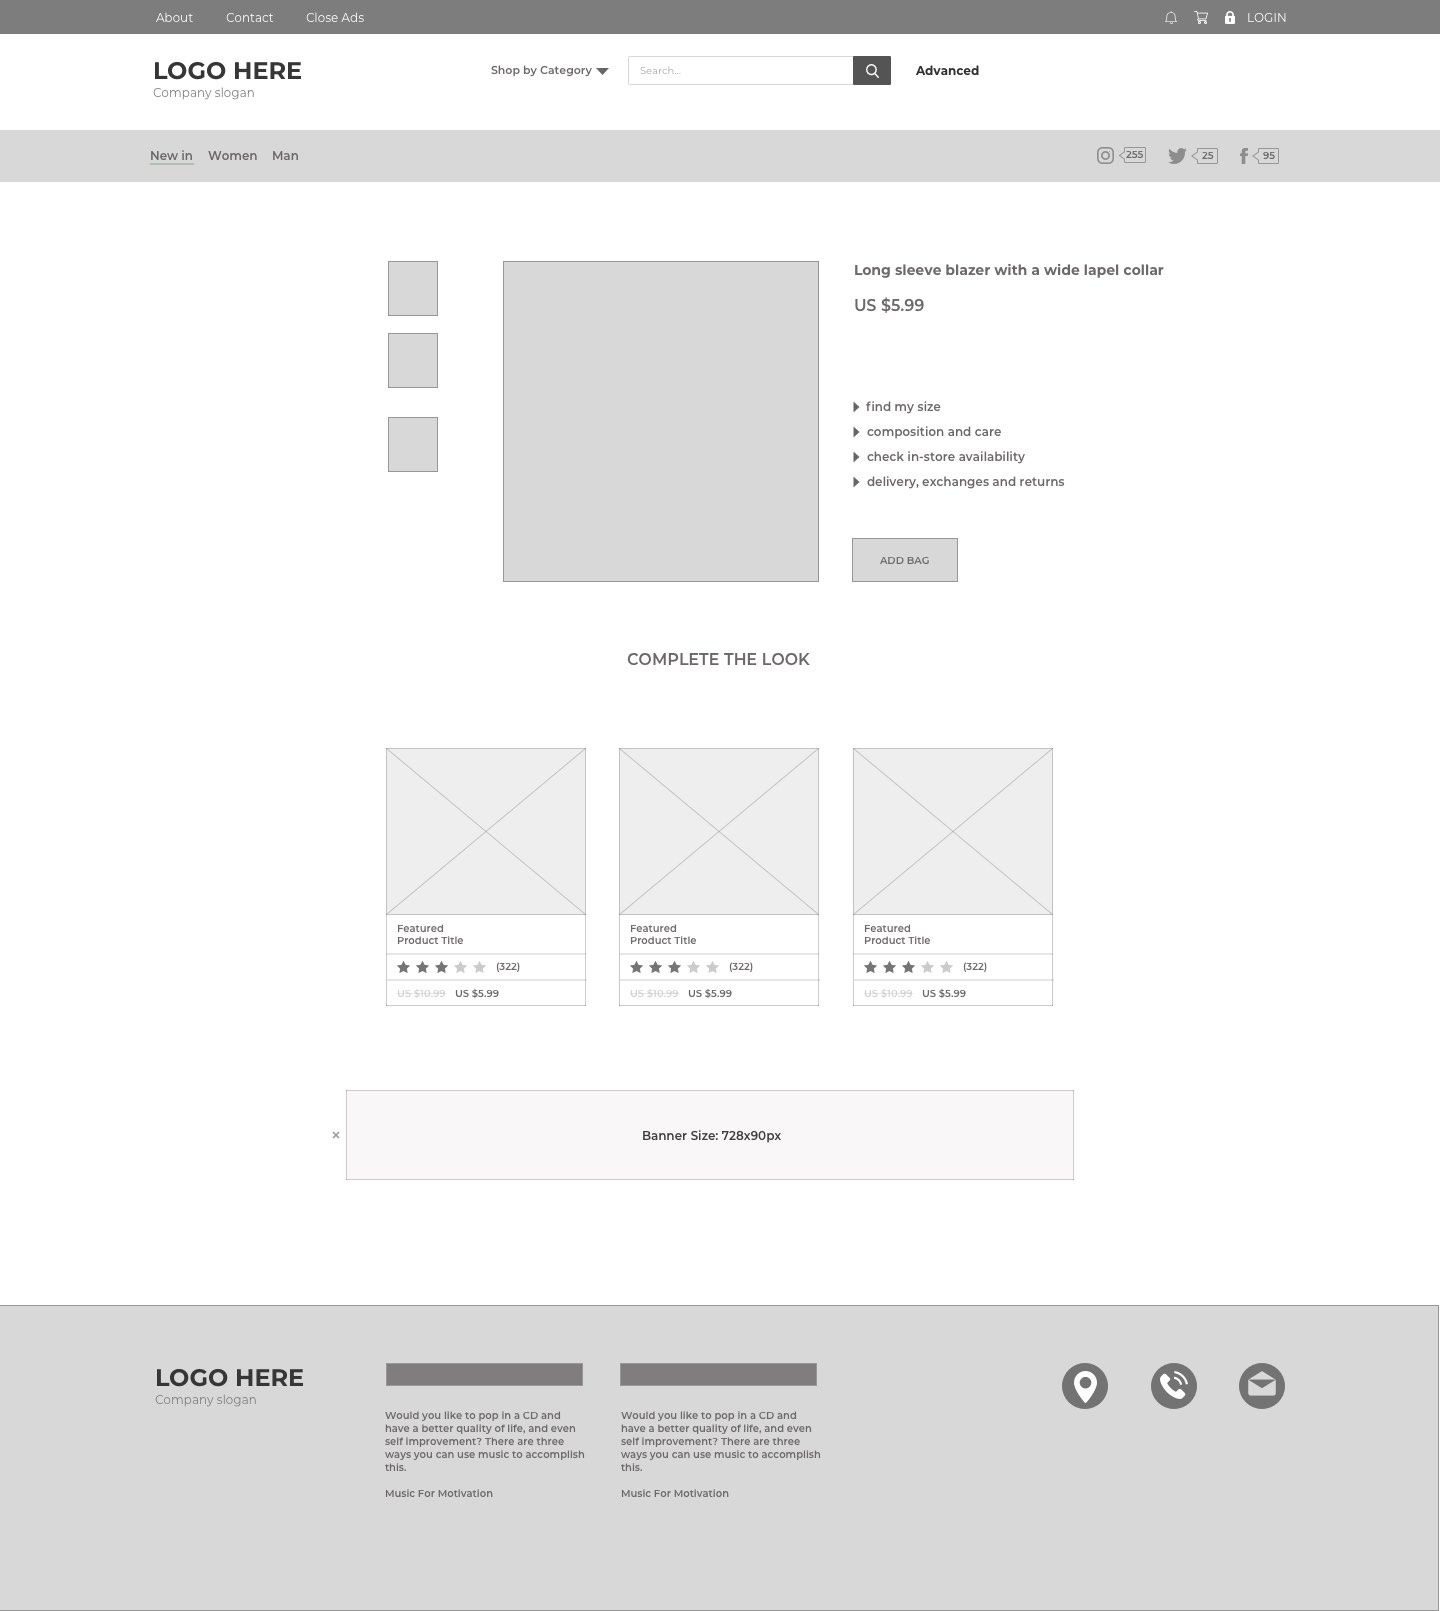 About Contact Close Ads LOGIN
LOGO HERE
Company slogan
Shop by Category Search... Advanced
New in Women Man 255 25 95
Long sleeve blazer with a wide lapel collar
US $5.99
find my size
composition and care
check in-store availability
delivery, exchanges and returns
ADD BAG
COMPLETE THE LOOK
Featured
Product Title
(322)
US $10.99 US $5.99
Featured
Product Title
(322)
US $10.99 US $5.99
Featured
Product Title
(322)
US $10.99 US $5.99
Banner Size: 728x90px
LOGO HERE
Company slogan
Would you like to pop in a CD and
have a better quality of life, and even
self improvement? There are three
ways you can use music to accomplish
this.
Music For Motivation
Would you like to pop in a CD and
have a better quality of life, and even
self improvement? There are three
ways you can use music to accomplish
this.
Music For Motivation